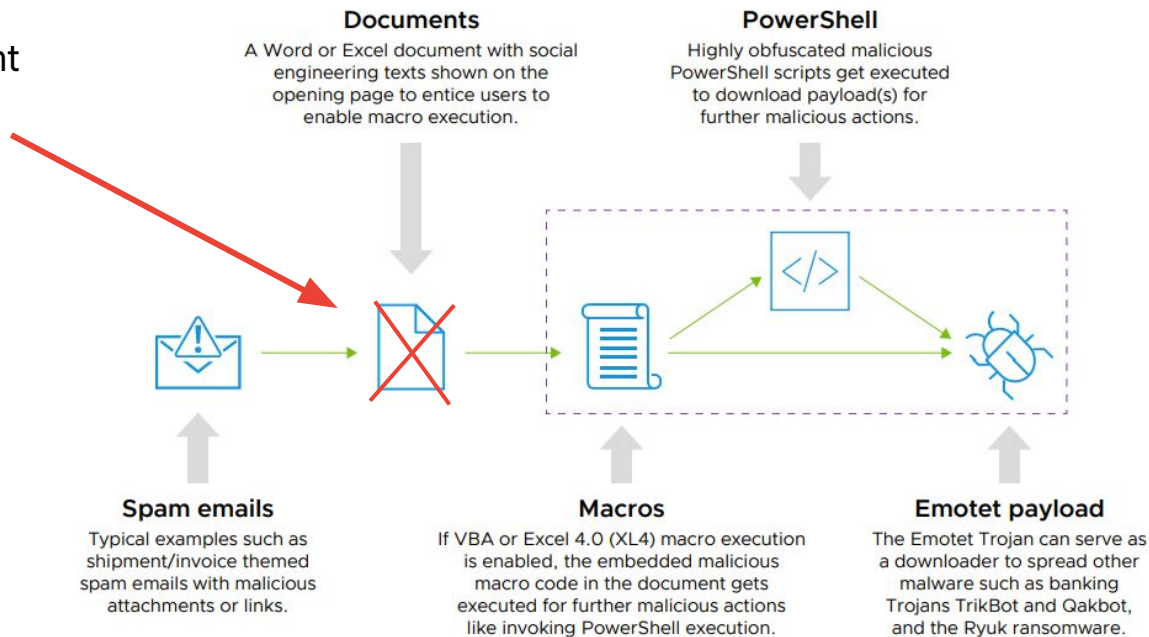 Documents
A Word or Excel document with social
engineering texts shown on the
opening page to entice users to
enable macro execution.
PowerShell
Highly obfuscated malicious
PowerShell scripts get executed
to download payload(s) for
further malicious actions.
</>
Spam emails
Typical examples such as
shipment/invoice themed
spam emails with malicious
attachments or links.
Macros
If VBA or Excel 4.0 (XL4) macro execution
is enabled, the embedded malicious
macro code in the document gets
executed for further malicious actions
like invoking PowerShell execution.
Emotet payload
The Emotet Trojan can serve as
a downloader to spread other
malware such as banking
Trojans TrikBot and Qakbot,
and the Ryuk ransomware.